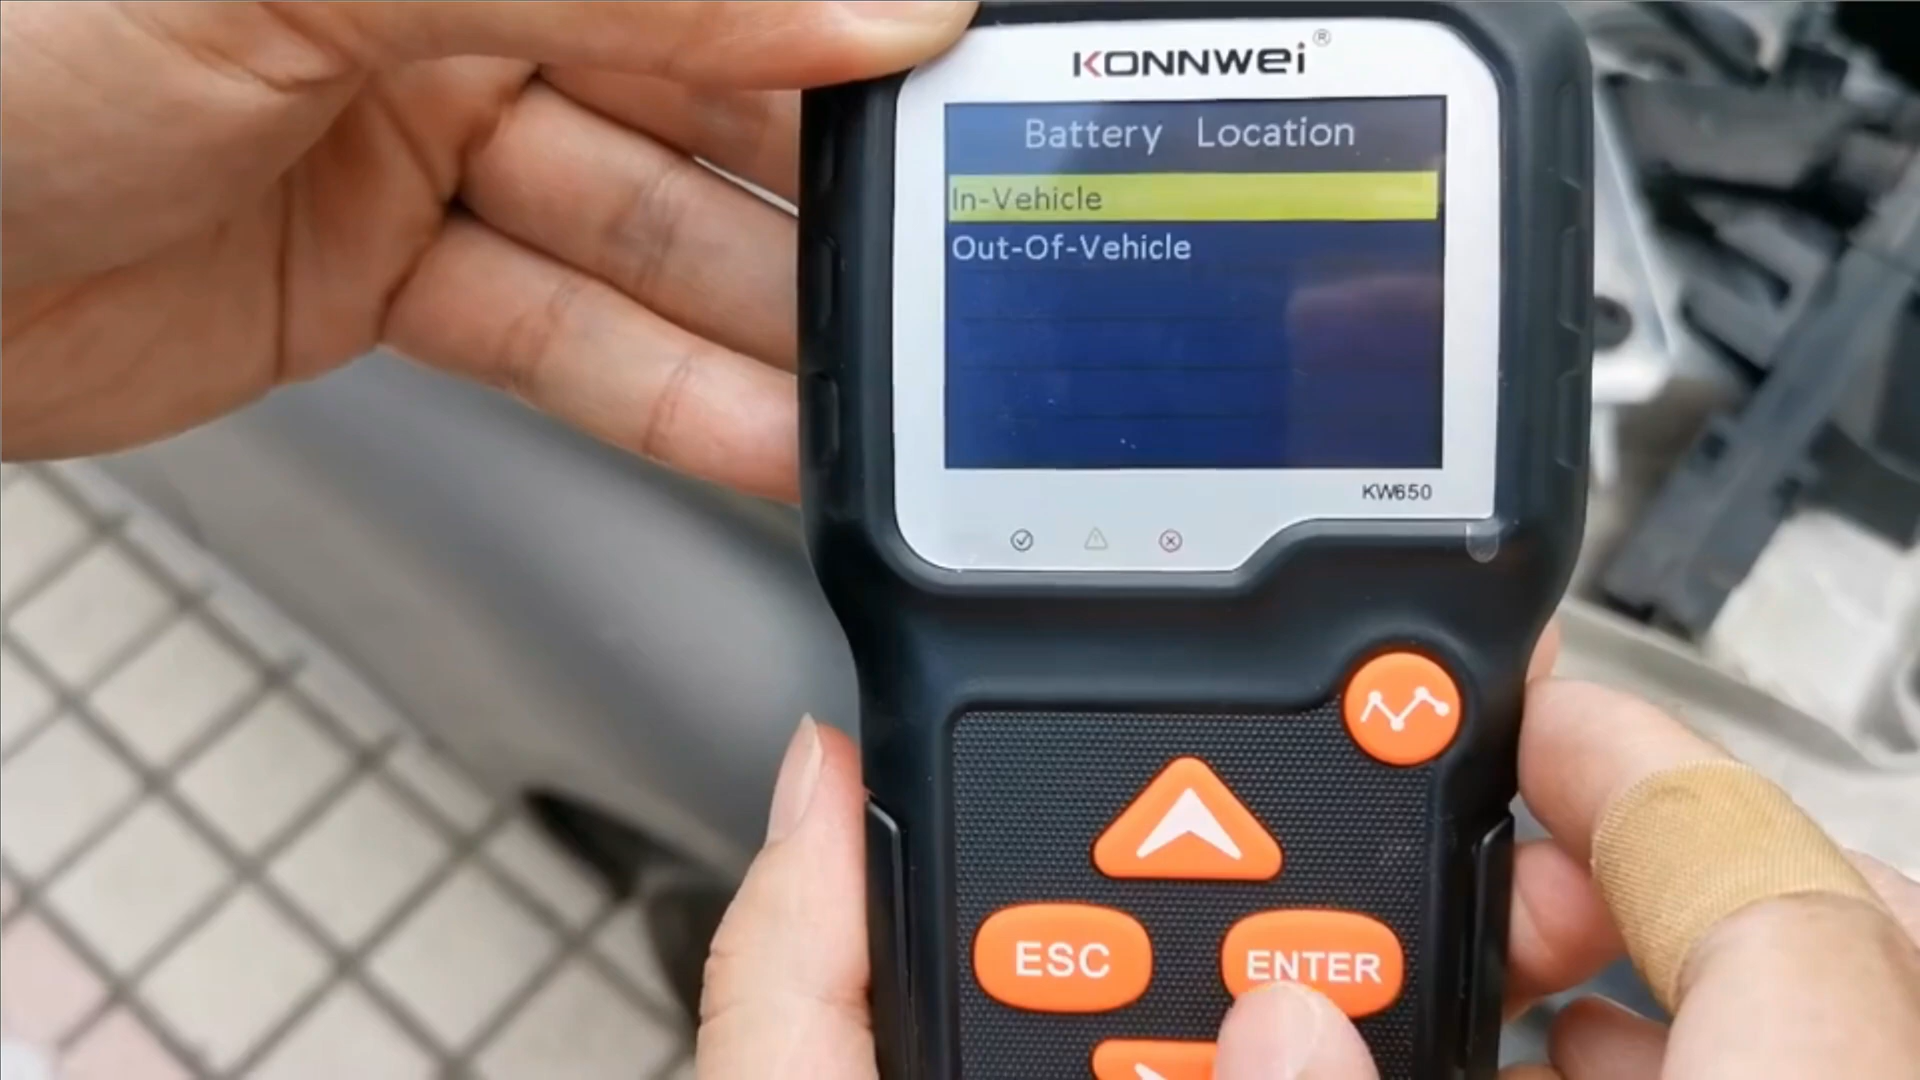 KONNWEI®
Battery Location
In-Vehicle
Out-Of-Vehicle
KW650
ESC
ENTER